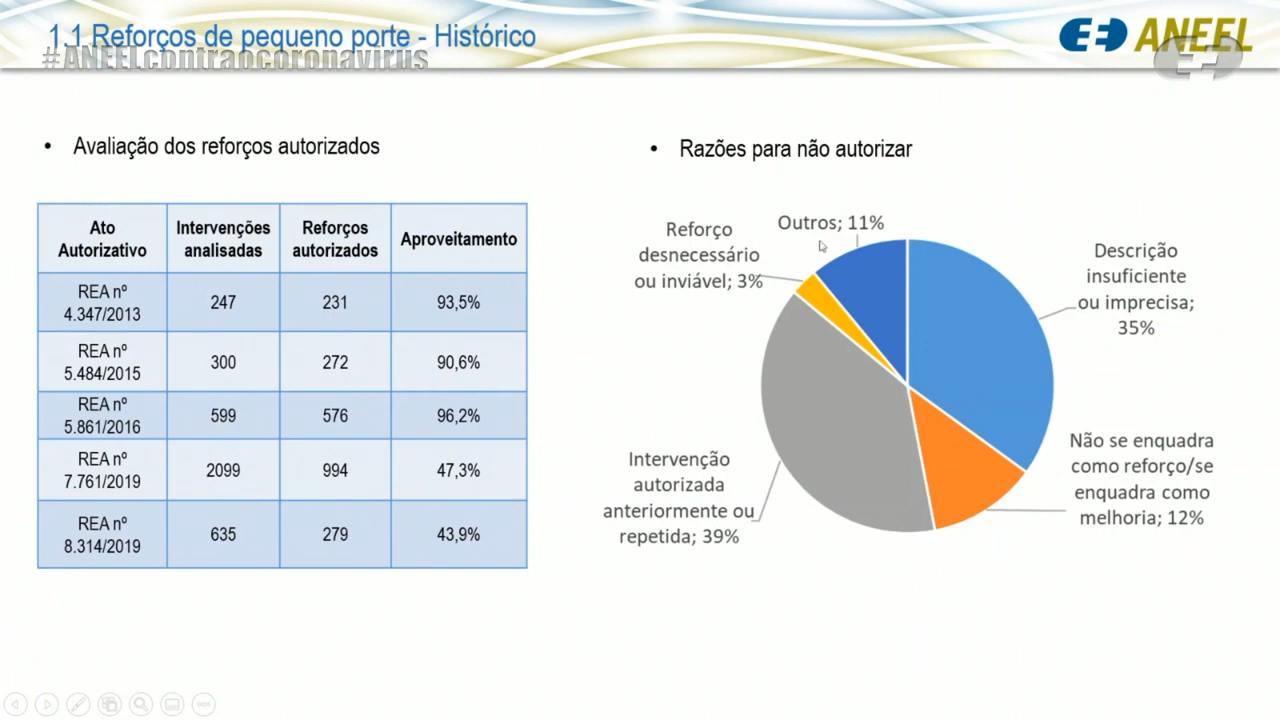 1.1 Reforços de pequeno porte - Histórico
#ANEELcontraocoronavírus
ANEEL
• Avaliação dos reforços autorizados
Ato
Autorizativo
Intervenções
analisadas
Reforços
autorizados
Aproveitamento
REA nº
4.347/2013
247
231
93,5%
REA nº
5.484/2015
300
272
90,6%
REA nº
5.861/2016
599
576
96,2%
REA nº
7.761/2019
2099
994
47,3%
REA nº
8.314/2019
635
279
43,9%
• Razões para não autorizar
Outros; 11%
Reforço
desnecessário
ou inviável; 3%
Descrição
insuficiente
ou imprecisa;
35%
Não se enquadra
como reforço/se
enquadra como
melhoria; 12%
Intervenção
autorizada
anteriormente ou
repetida; 39%